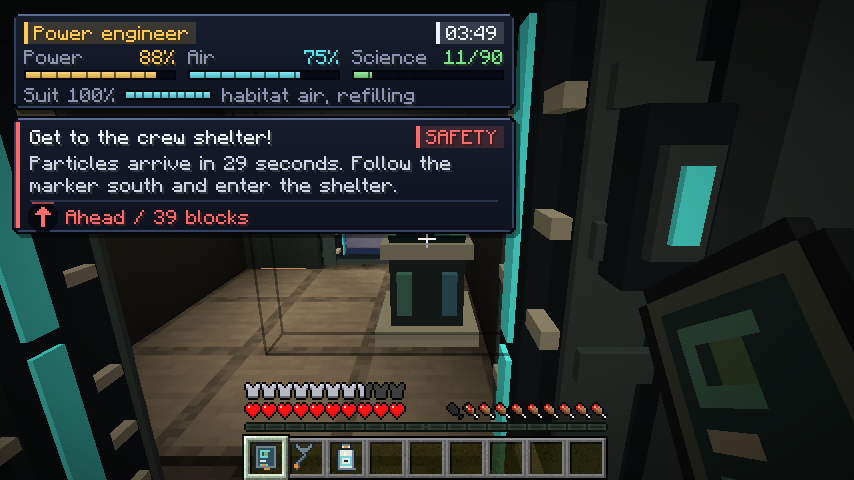 Power engineer 03:49
Power 88% Air 75% Science 11/90
Suit 100% habitat air, refilling
Get to the crew shelter! SAFETY
Particles arrive in 29 seconds. Follow the
marker south and enter the shelter.
Ahead / 39 blocks